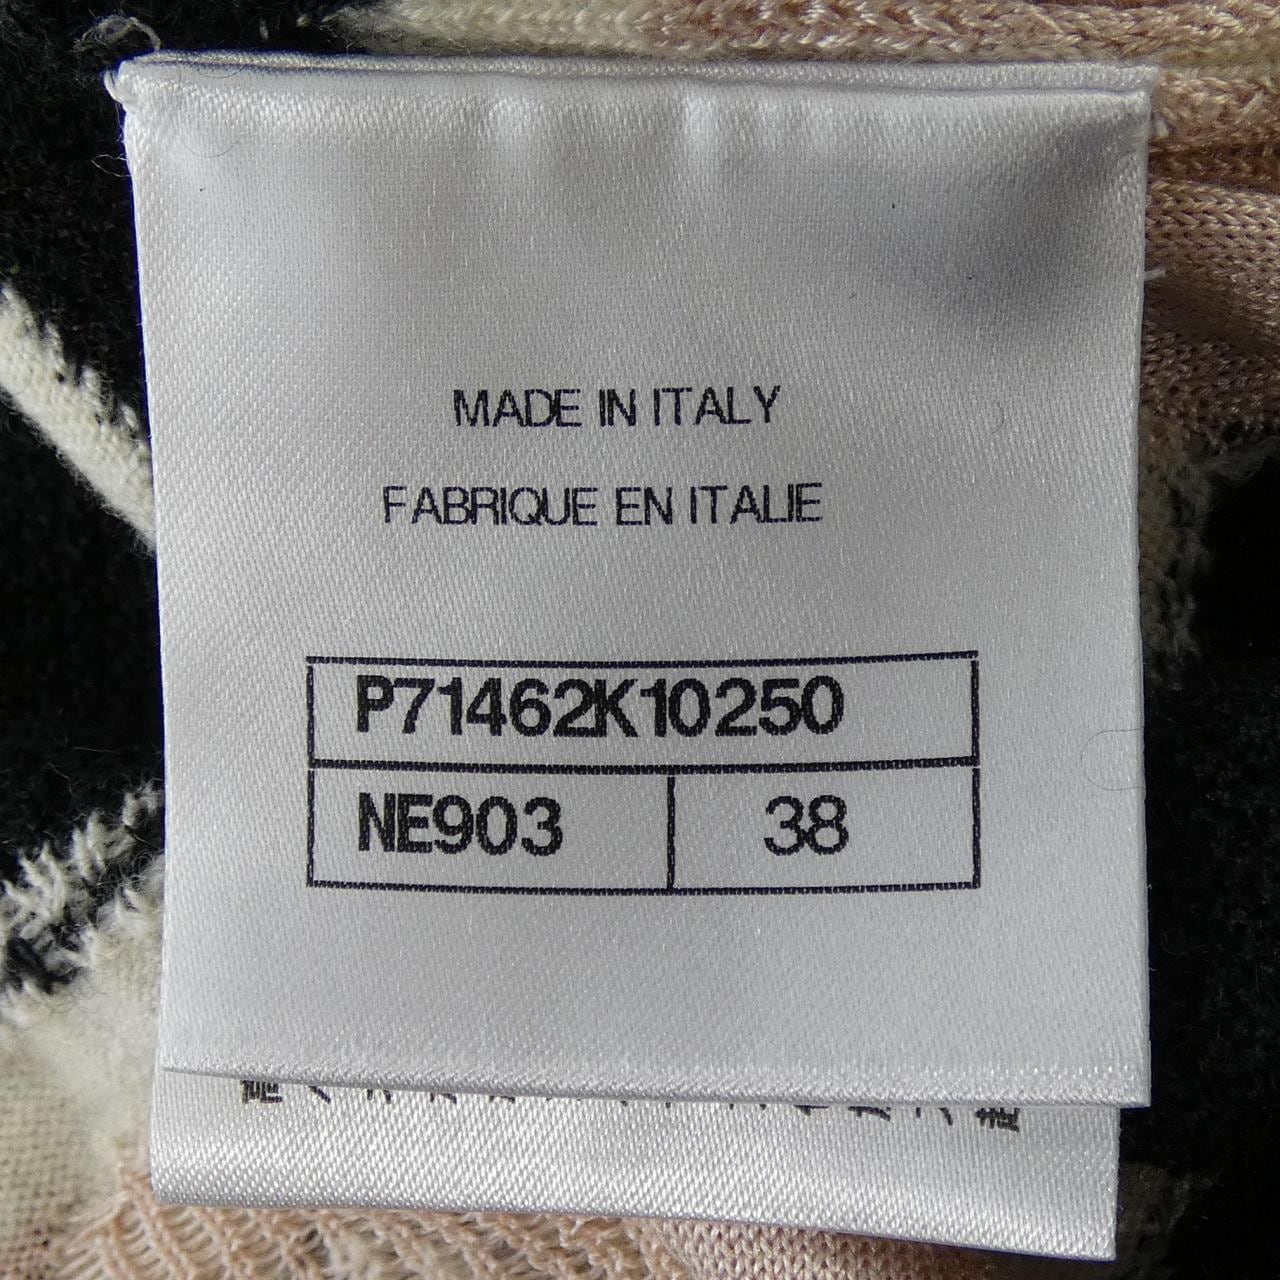 MADE IN ITALY
FABRIQUE EN ITALIE
P71462K10250
NE903 38